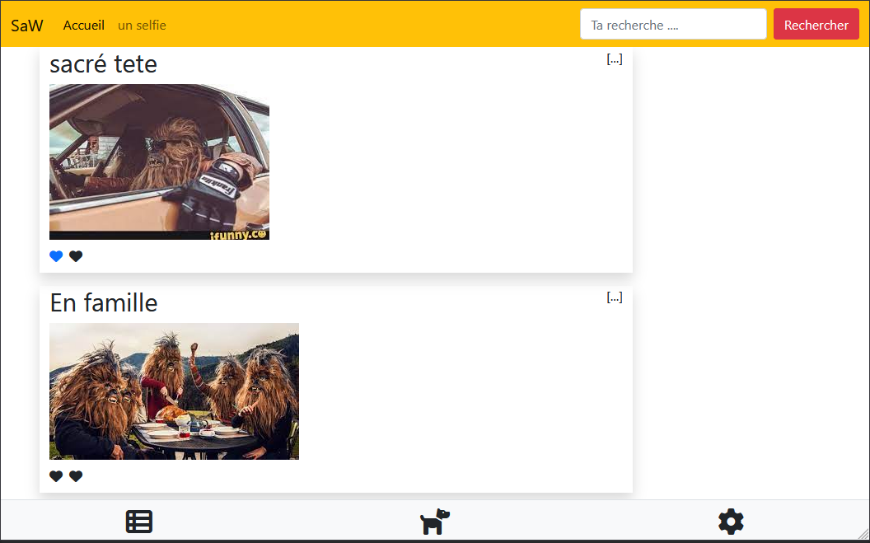 SaW Accueil un selfie Ta recherche .... Rechercher
sacré tete [...]
ifunny.co
En famille [...]